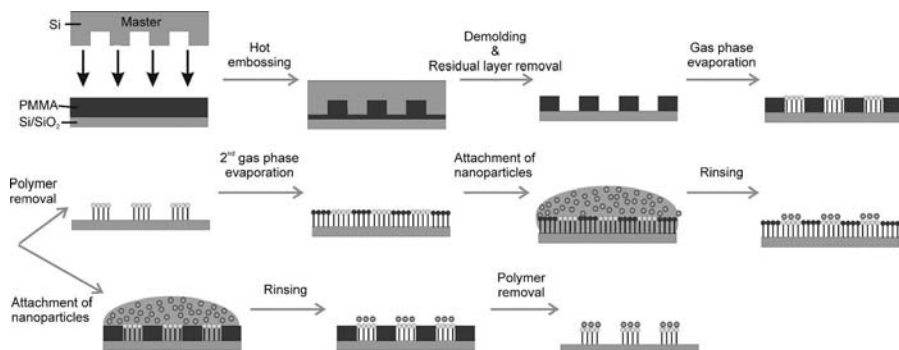 Si
Master
Hot
embossing
Demolding
&
Residual layer removal
Gas phase
evaporation
PMMA
Si/SiO₂
Polymer
removal
2nd gas phase
evaporation
Attachment of
nanoparticles
Rinsing
Attachment of
nanoparticles
Rinsing
Polymer
removal